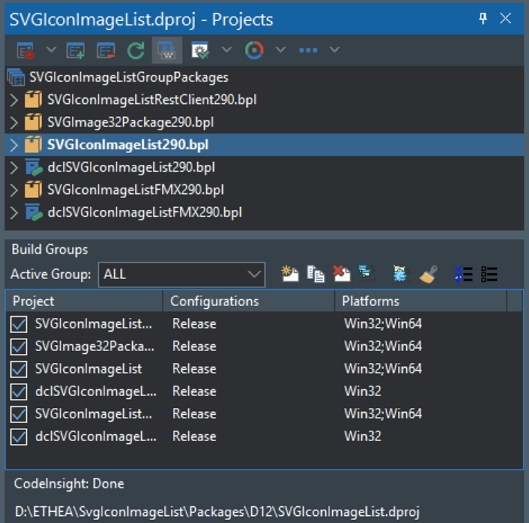 SVGIconImageList.dproj - Projects
SVGIconImageListGroupPackages
SVGIconImageListRestClient290.bpl
SVGImage32Package290.bpl
SVGIconImageList290.bpl
dclSVGIconImageList290.bpl
SVGIconImageListFMX290.bpl
dclSVGIconImageListFMX290.bpl
Build Groups
Active Group: ALL
Project Configurations Platforms
SVGIconImageList... Release Win32;Win64
SVGImage32Packa... Release Win32;Win64
SVGIconImageList Release Win32;Win64
dclSVGIconImageL... Release Win32
SVGIconImageList... Release Win32;Win64
dclSVGIconImageL... Release Win32
CodeInsight: Done
D:\ETHEA\SvgIconImageList\Packages\D12\SVGIconImageList.dproj